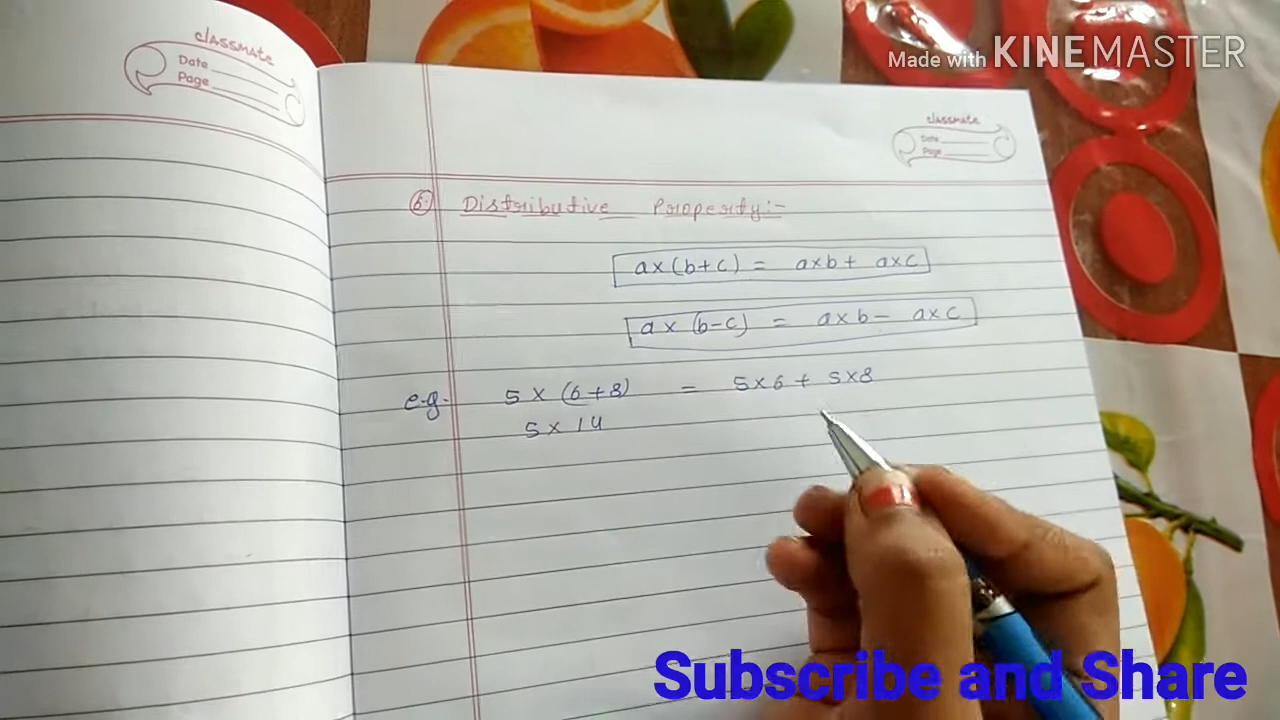 Made with KINEMASTER
classmate
Date
Page
classmate
Date
Page
6. Distributive Property:-
a×(b+c) = a×b + a×c
a×(b-c) = a×b - a×c
e.g. 5 × (6+8) = 5×6 + 5×8
5 × 14
Subscribe and Share